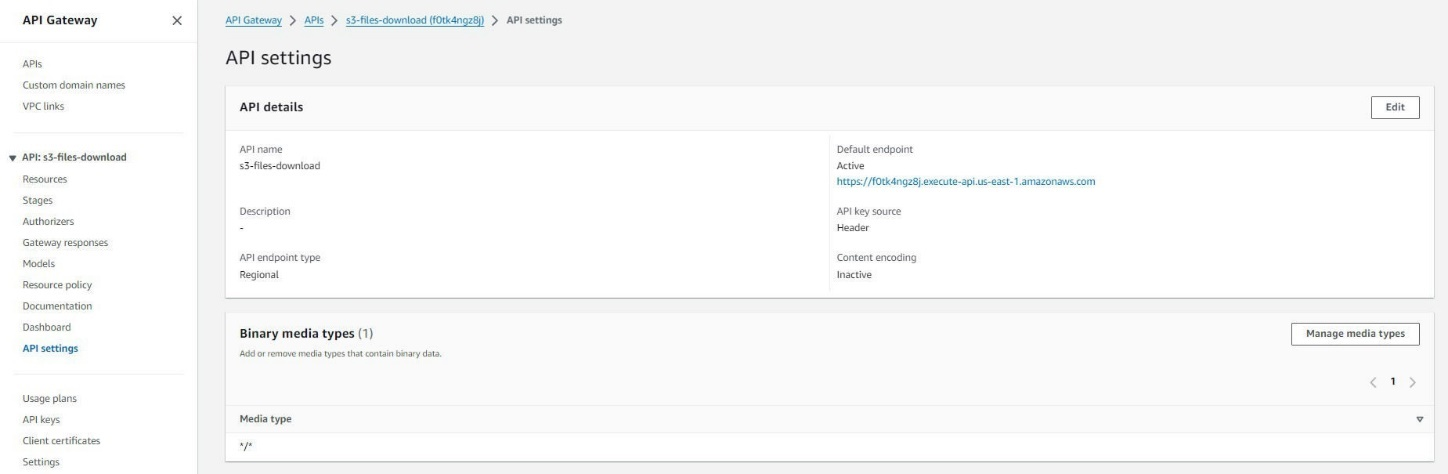 API Gateway
APIs
Custom domain names
VPC links
API: s3-files-download
Resources
Stages
Authorizers
Gateway responses
Models
Resource policy
Documentation
Dashboard
API settings
Usage plans
API keys
Client certificates
Settings
API Gateway > APIs > s3-files-download (f0tk4ngz8j) > API settings
API settings
API details
Edit
API name
s3-files-download
Description
-
API endpoint type
Regional
Default endpoint
Active
https://f0tk4ngz8j.execute-api.us-east-1.amazonaws.com
API key source
Header
Content encoding
Inactive
Binary media types (1)
Manage media types
Add or remove media types that contain binary data.
1
Media type
*/*